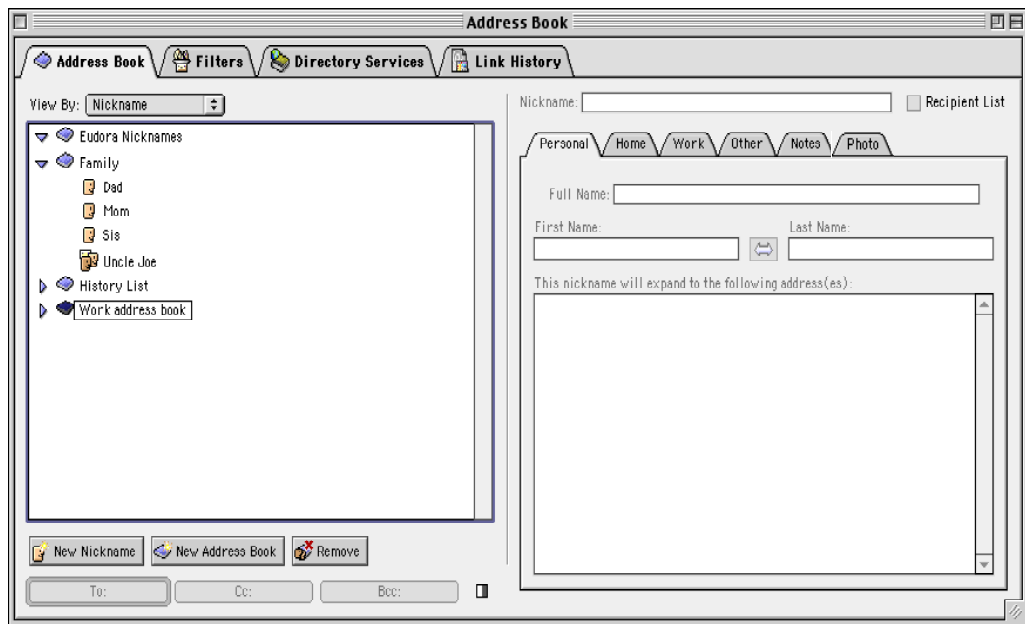 Address Book
Address Book Filters Directory Services Link History
View By: Nickname
Eudora Nicknames
Family
Dad
Mom
Sis
Uncle Joe
History List
Work address book
New Nickname New Address Book Remove
To: Cc: Bcc:
Nickname: Recipient List
Personal Home Work Other Notes Photo
Full Name:
First Name: Last Name:
This nickname will expand to the following address(es):